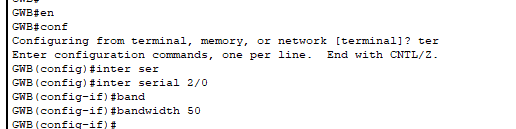 GWB#en
GWB#conf
Configuring from terminal, memory, or network [terminal]? ter
Enter configuration commands, one per line.  End with CNTL/Z.
GWB(config)#inter ser
GWB(config)#inter serial 2/0
GWB(config-if)#band
GWB(config-if)#bandwidth 50
GWB(config-if)#